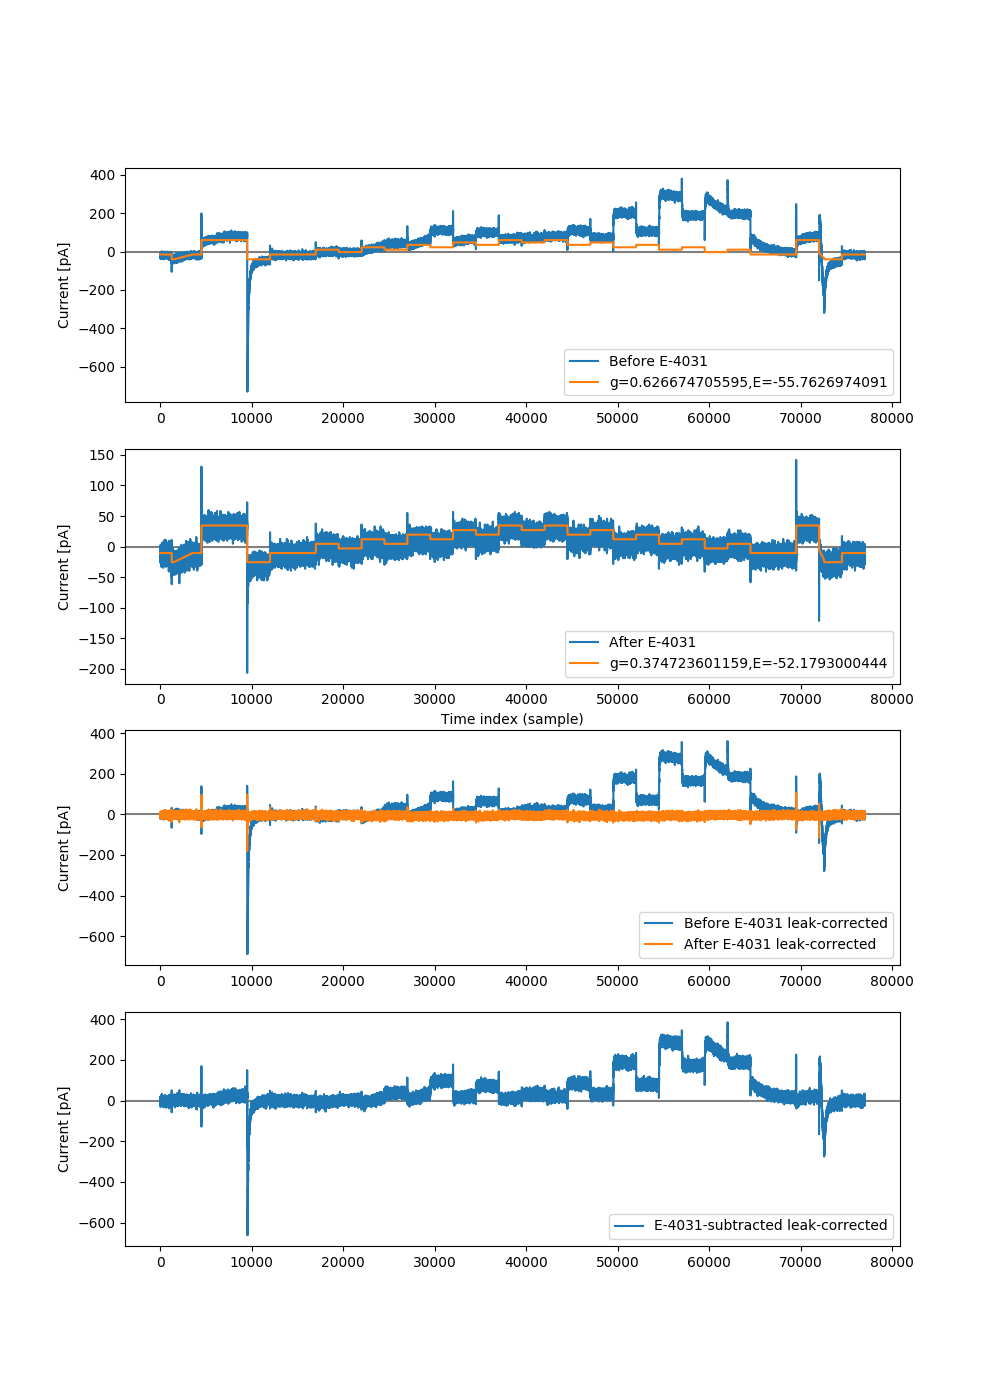 400
200
0
−200
−400
−600
Current [pA]
Before E-4031
g=0.626674705595,E=-55.7626974091
0 10000 20000 30000 40000 50000 60000 70000 80000
150
100
50
0
−50
−100
−150
−200
Current [pA]
After E-4031
g=0.374723601159,E=-52.1793000444
0 10000 20000 30000 40000 50000 60000 70000 80000
Time index (sample)
400
200
0
−200
−400
−600
Current [pA]
Before E-4031 leak-corrected
After E-4031 leak-corrected
0 10000 20000 30000 40000 50000 60000 70000 80000
400
200
0
−200
−400
−600
Current [pA]
E-4031-subtracted leak-corrected
0 10000 20000 30000 40000 50000 60000 70000 80000